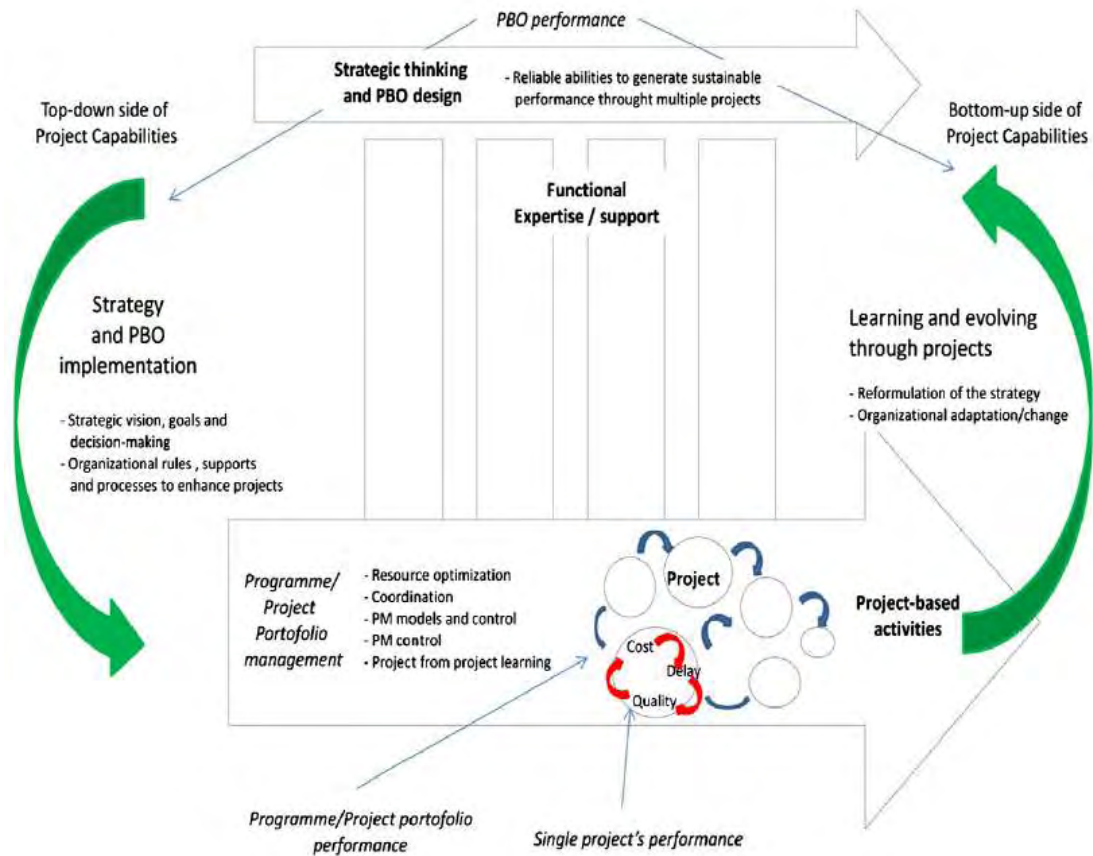 PBO performance
Strategic thinking
and PBO design
- Reliable abilities to generate sustainable
performance throught multiple projects
Top-down side of
Project Capabilities
Bottom-up side of
Project Capabilities
Functional
Expertise / support
Strategy
and PBO
implementation
- Strategic vision, goals and
decision-making
- Organizational rules , supports
and processes to enhance projects
Learning and evolving
through projects
- Reformulation of the strategy
- Organizational adaptation/change
Programme/
Project
Portofolio
management
- Resource optimization
- Coordination
- PM models and control
- PM control
- Project from project learning
Project
Cost
Delay
Quality
Project-based
activities
Programme/Project portofolio
performance
Single project's performance